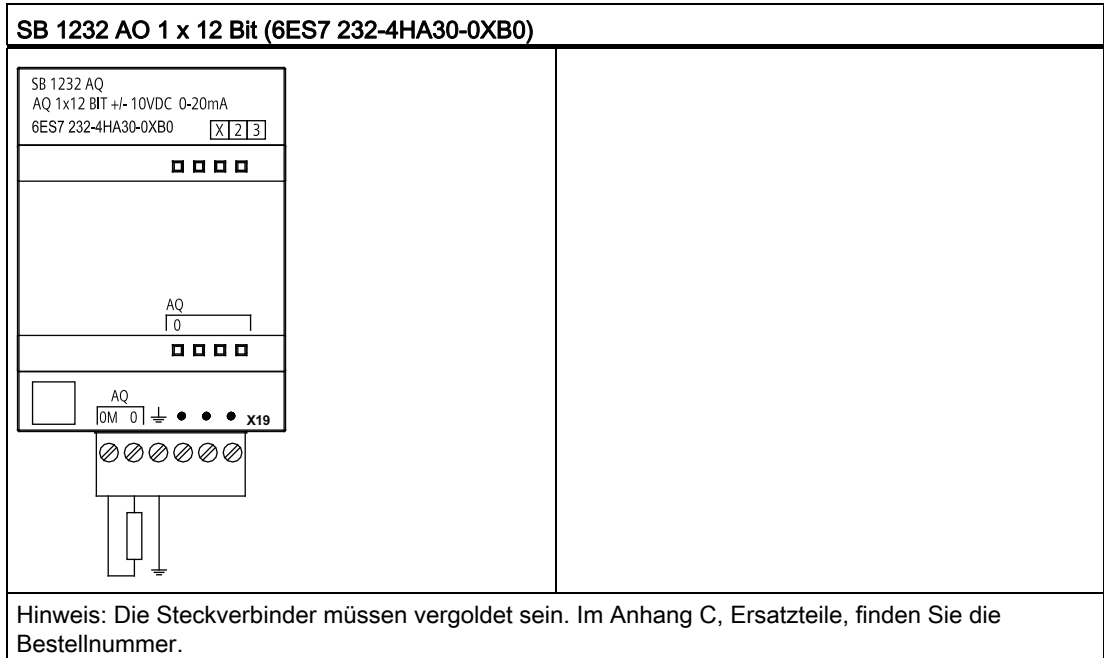 SB 1232 AO 1 x 12 Bit (6ES7 232-4HA30-0XB0)
SB 1232 AQ
AQ 1x12 BIT +/- 10VDC 0-20mA
6ES7 232-4HA30-0XB0 X 2 3
AQ
0
AQ
0M 0 X19
Hinweis: Die Steckverbinder müssen vergoldet sein. Im Anhang C, Ersatzteile, finden Sie die
Bestellnummer.